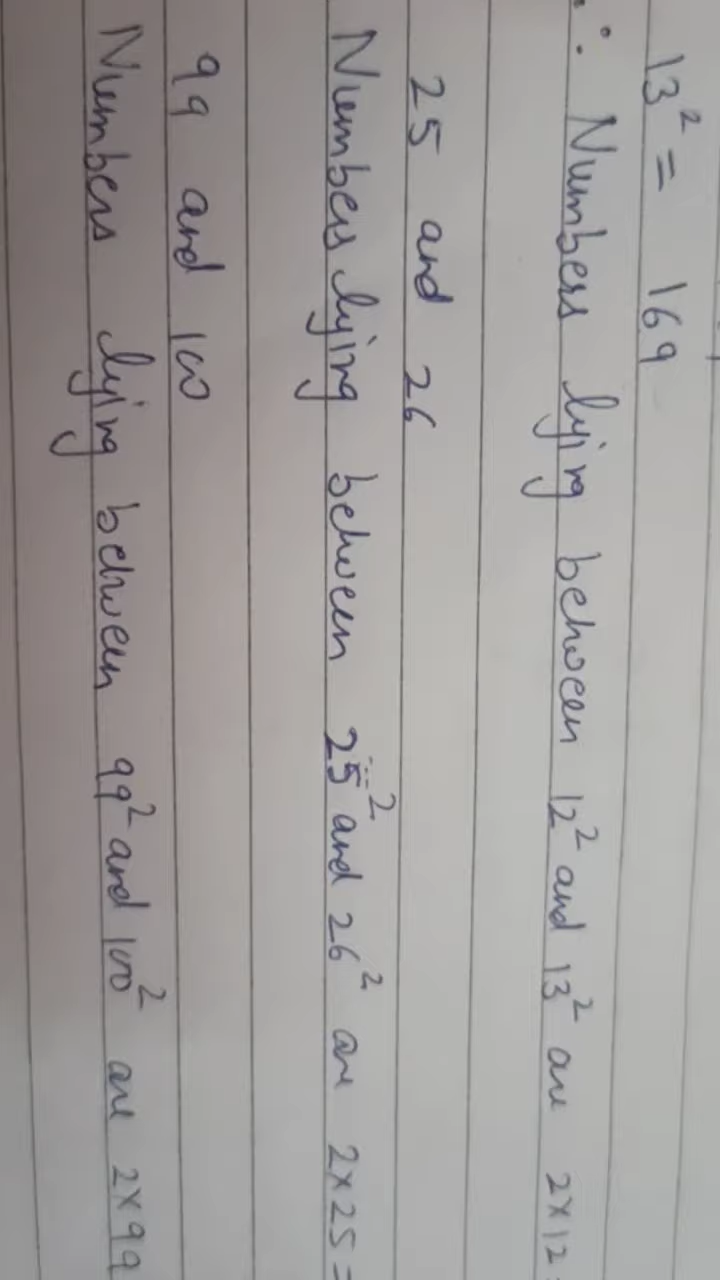 13² = 169
∴ Numbers lying between 12² and 13² are 2×12
25 and 26
Numbers lying between 25² and 26² are 2×25=
99 and 100
Numbers lying between 99² and 100² are 2×99